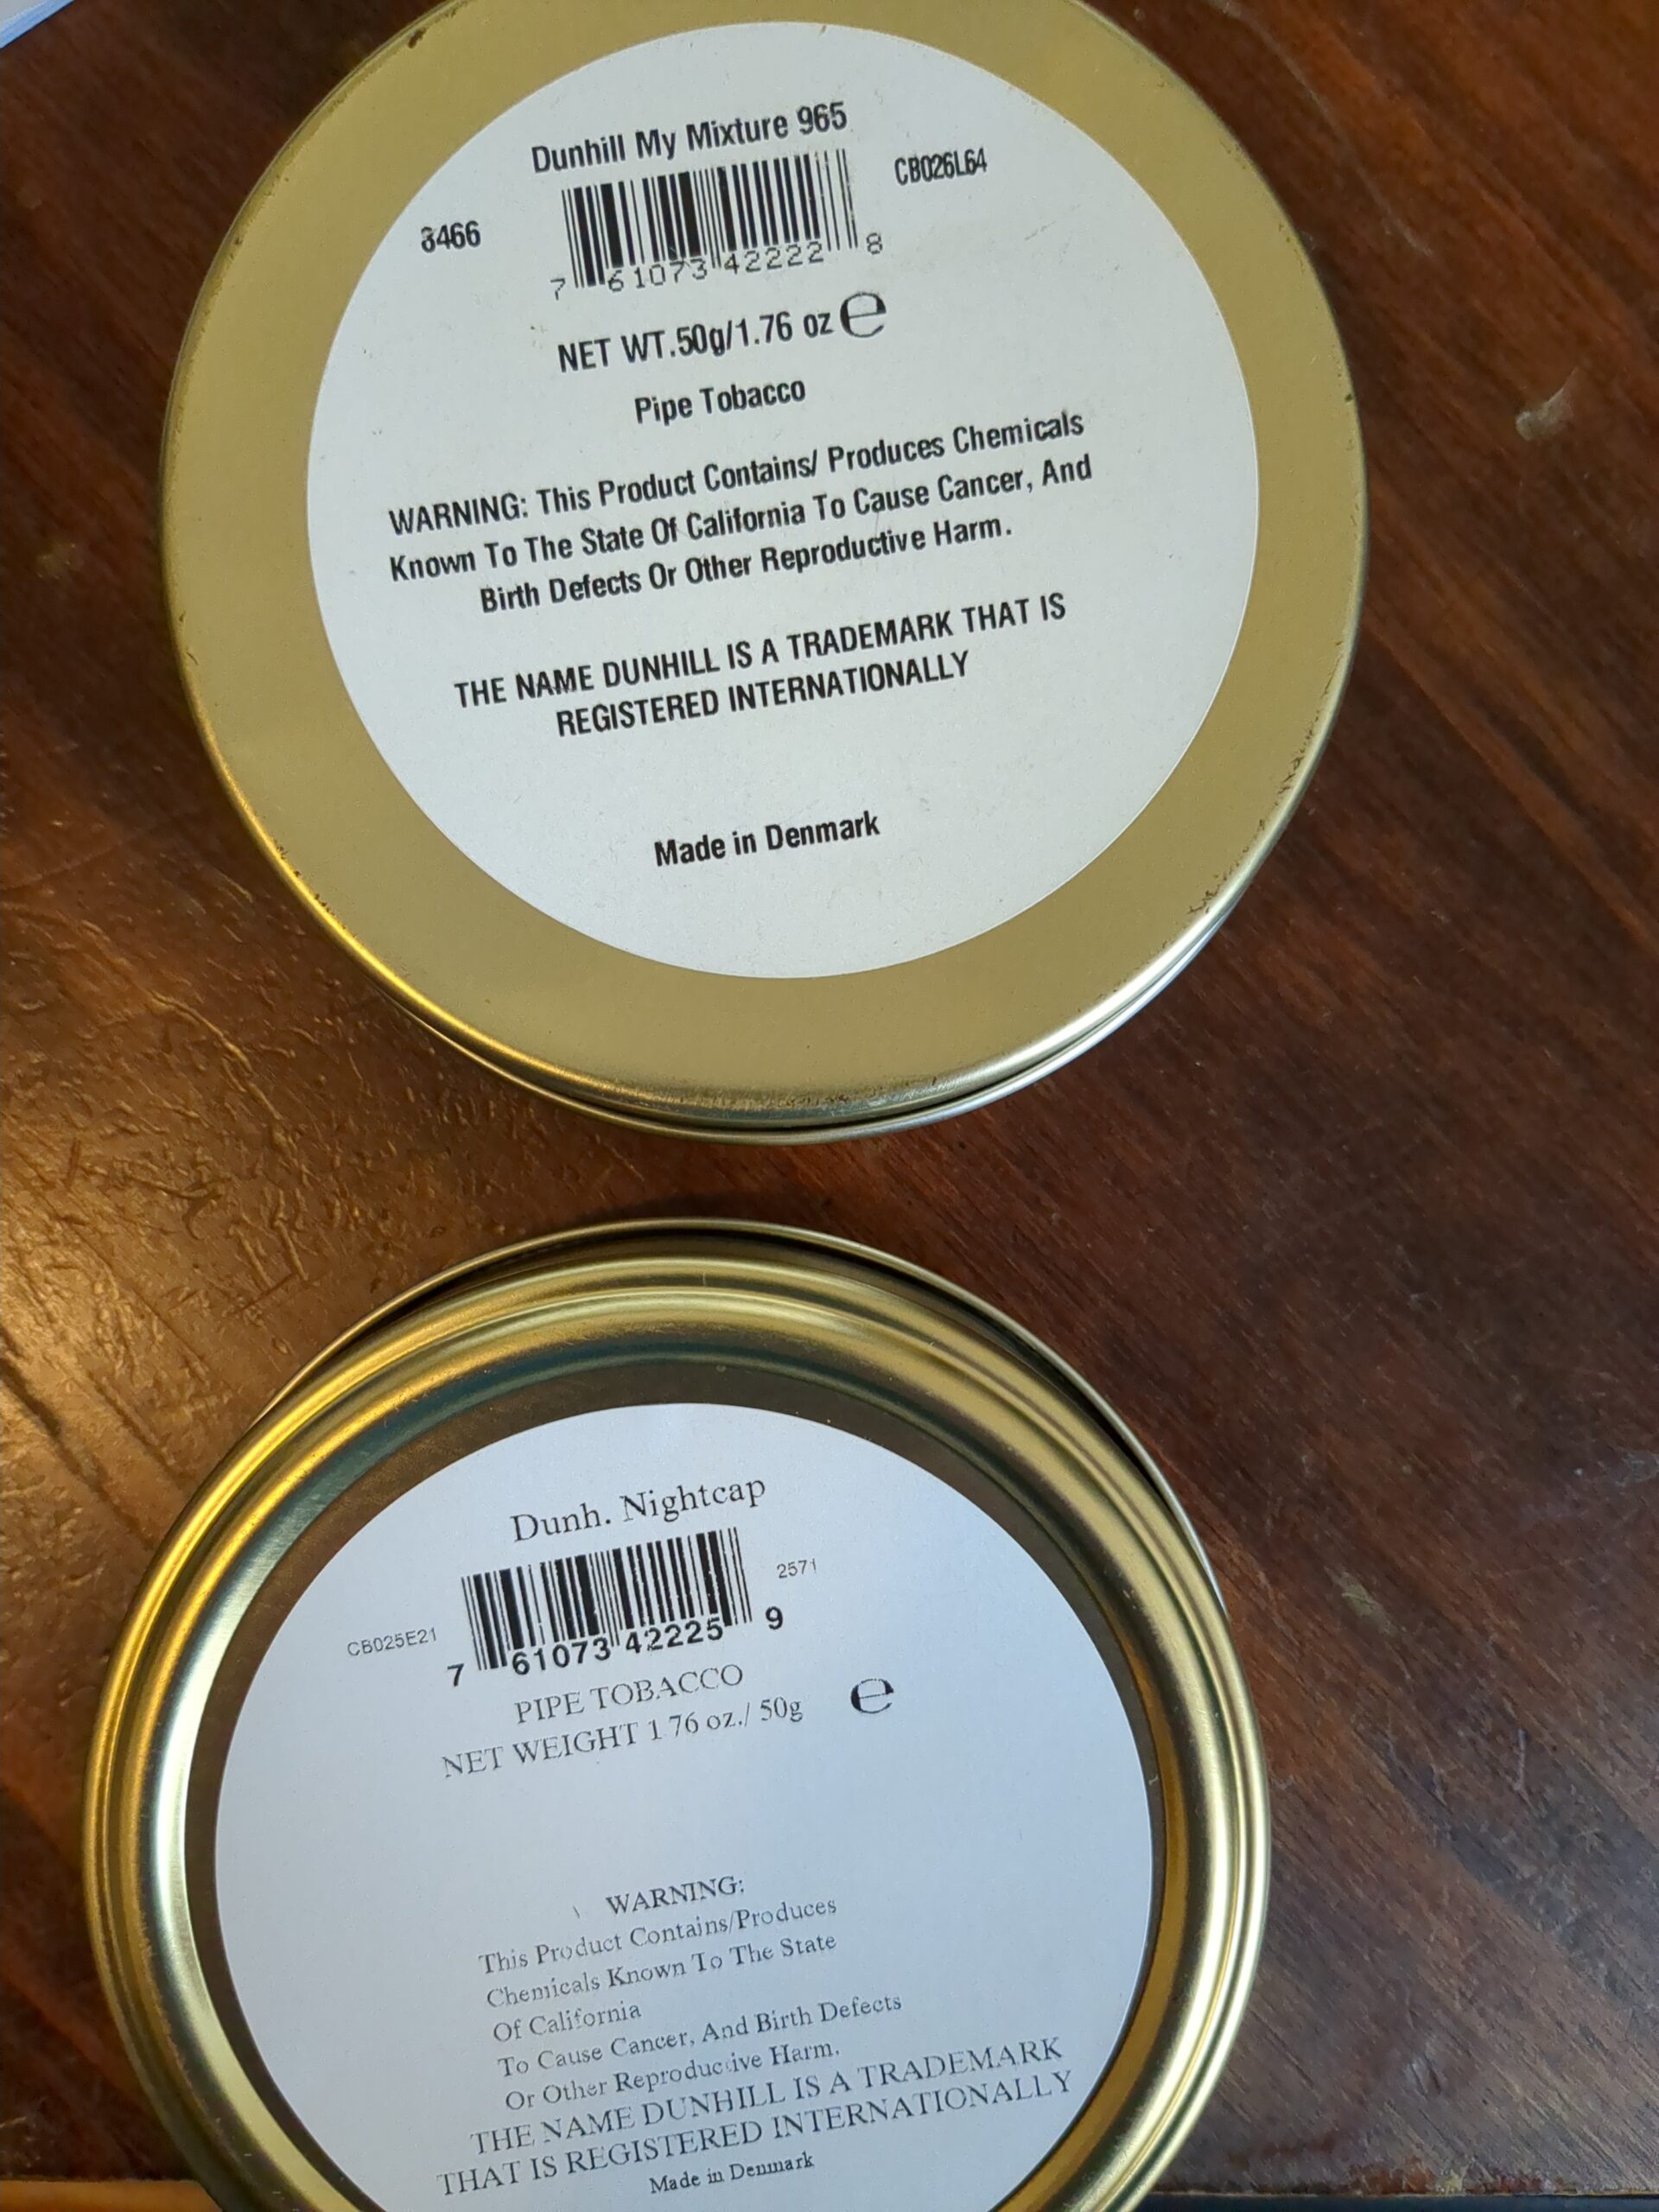 Dunhill My Mixture 965
CB026L64
3466
7 61073 42222 8
NET WT.50g/1.76 oz e
Pipe Tobacco
WARNING: This Product Contains/ Produces Chemicals
Known To The State Of California To Cause Cancer, And
Birth Defects Or Other Reproductive Harm.
THE NAME DUNHILL IS A TRADEMARK THAT IS
REGISTERED INTERNATIONALLY
Made in Denmark
Dunh. Nightcap
2571
CB025E21
7 61073 42225 9
PIPE TOBACCO
NET WEIGHT 1 76 oz./ 50g e
WARNING:
This Product Contains/Produces
Chemicals Known To The State
Of California
To Cause Cancer, And Birth Defects
Or Other Reproductive Harm.
THE NAME DUNHILL IS A TRADEMARK
THAT IS REGISTERED INTERNATIONALLY
Made in Denmark